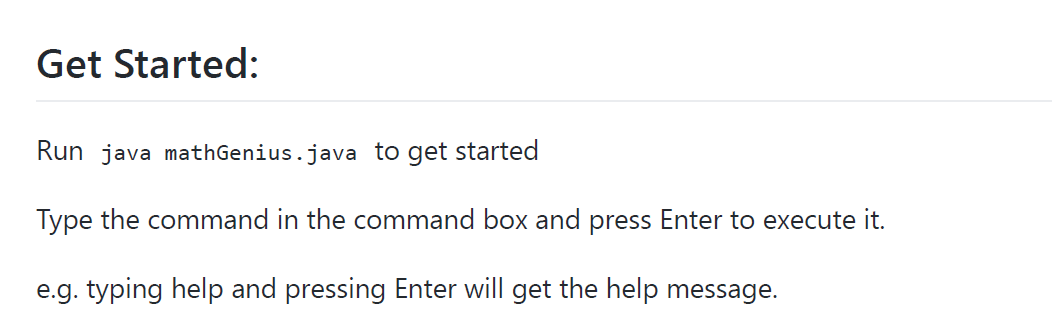 Get Started:
Run java mathGenius.java to get started
Type the command in the command box and press Enter to execute it.
e.g. typing help and pressing Enter will get the help message.